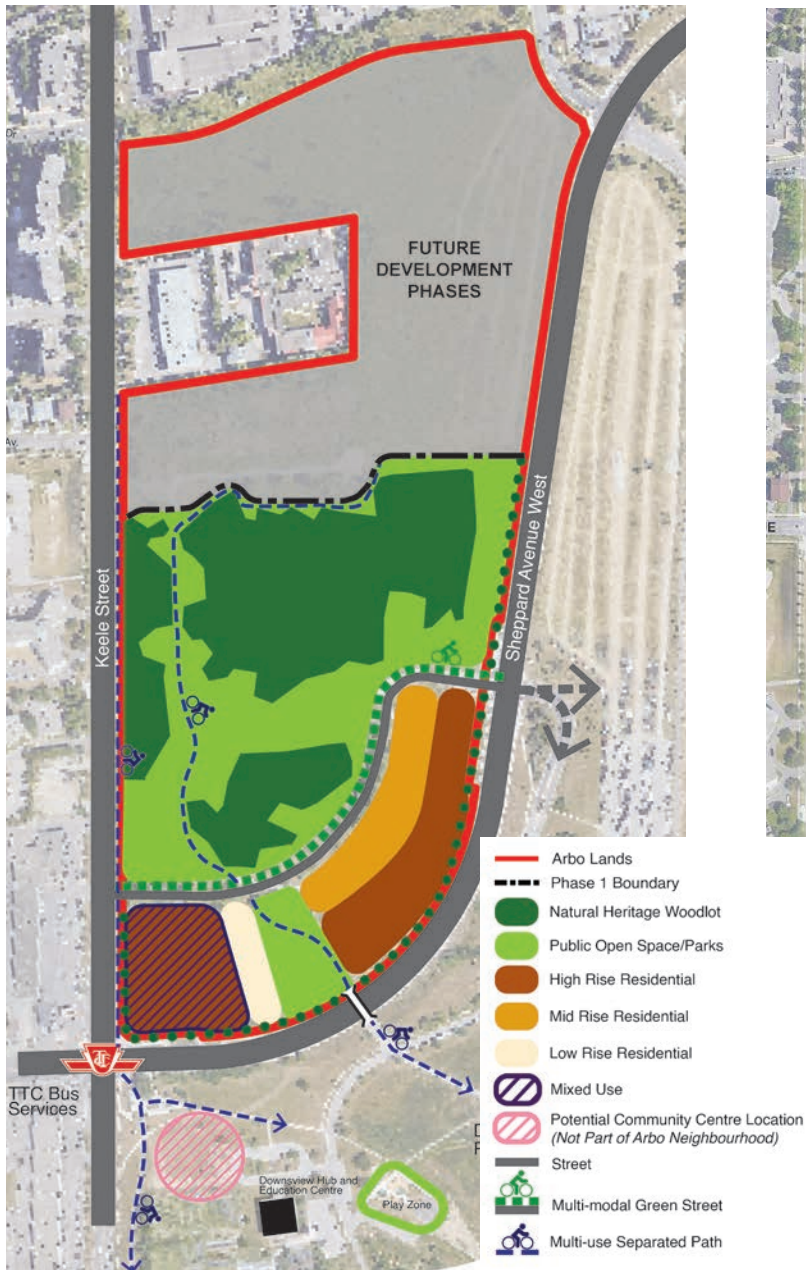 Dr
FUTURE
DEVELOPMENT
PHASES
Av.
E
Keele Street
Sheppard Avenue West
Arbo Lands
Phase 1 Boundary
Natural Heritage Woodlot
Public Open Space/Parks
High Rise Residential
Mid Rise Residential
Low Rise Residential
Mixed Use
Potential Community Centre Location
(Not Part of Arbo Neighbourhood)
Street
Multi-modal Green Street
Multi-use Separated Path
TTC
TTC Bus
Services
Downsview Hub and
Education Centre
Play Zone